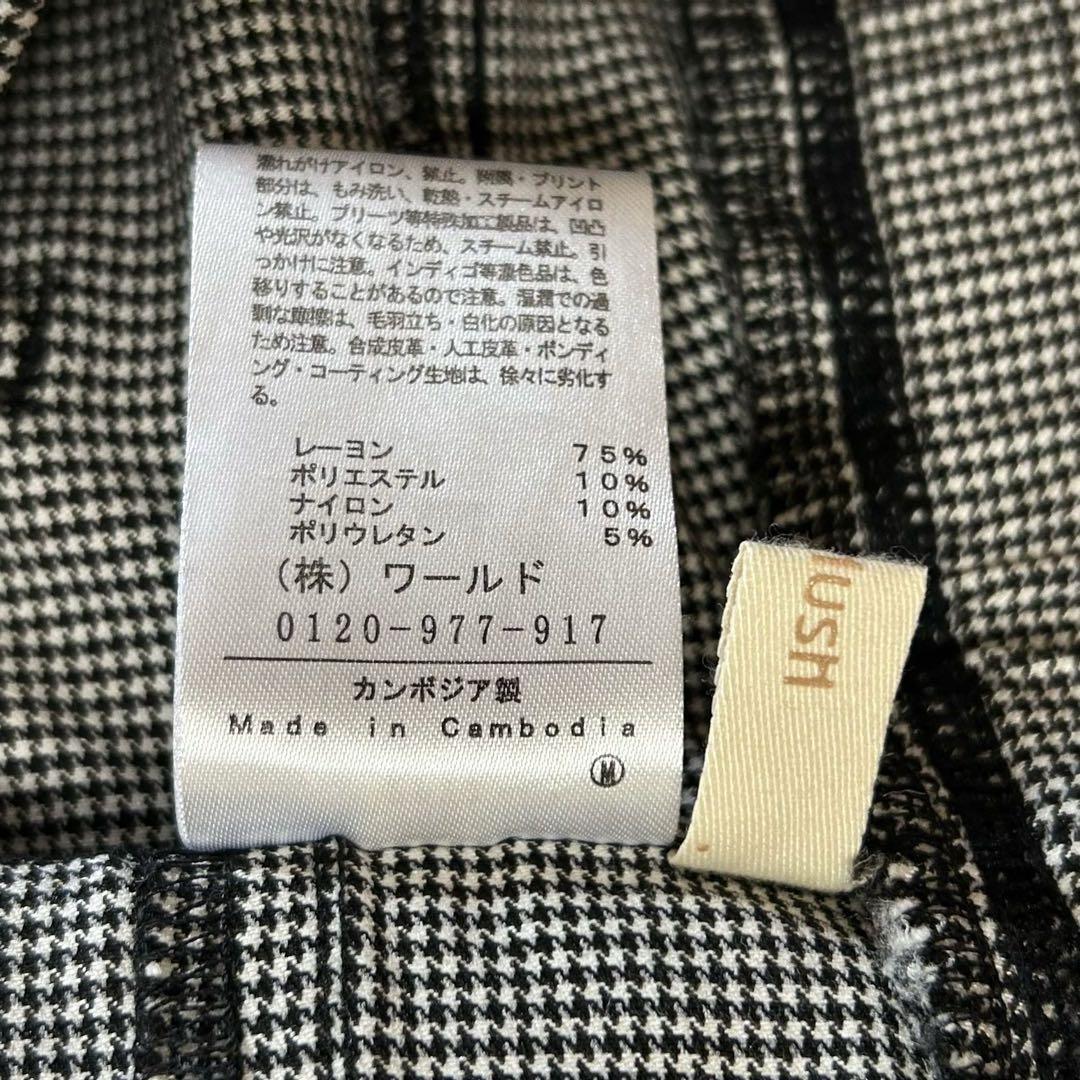 濡れがけアイロン、禁止。樹脂・プリント
部分は、もみ洗い、乾熱・スチームアイロ
ン禁止。プリーツ等特殊加工製品は、凹凸
や光沢がなくなるため、スチーム禁止。引
っかけに注意。インディゴ等濃色品は、色
移りすることがあるので注意。湿潤での過
剰な摩擦は、毛羽立ち・白化の原因となる
ため注意。合成皮革・人工皮革・ボンディ
ング・コーティング生地は、徐々に劣化す
る。
レーヨン 75%
ポリエステル 10%
ナイロン 10%
ポリウレタン 5%
(株) ワールド
0120-977-917
カンボジア製
Made in Cambodia
Ⓜ
USH